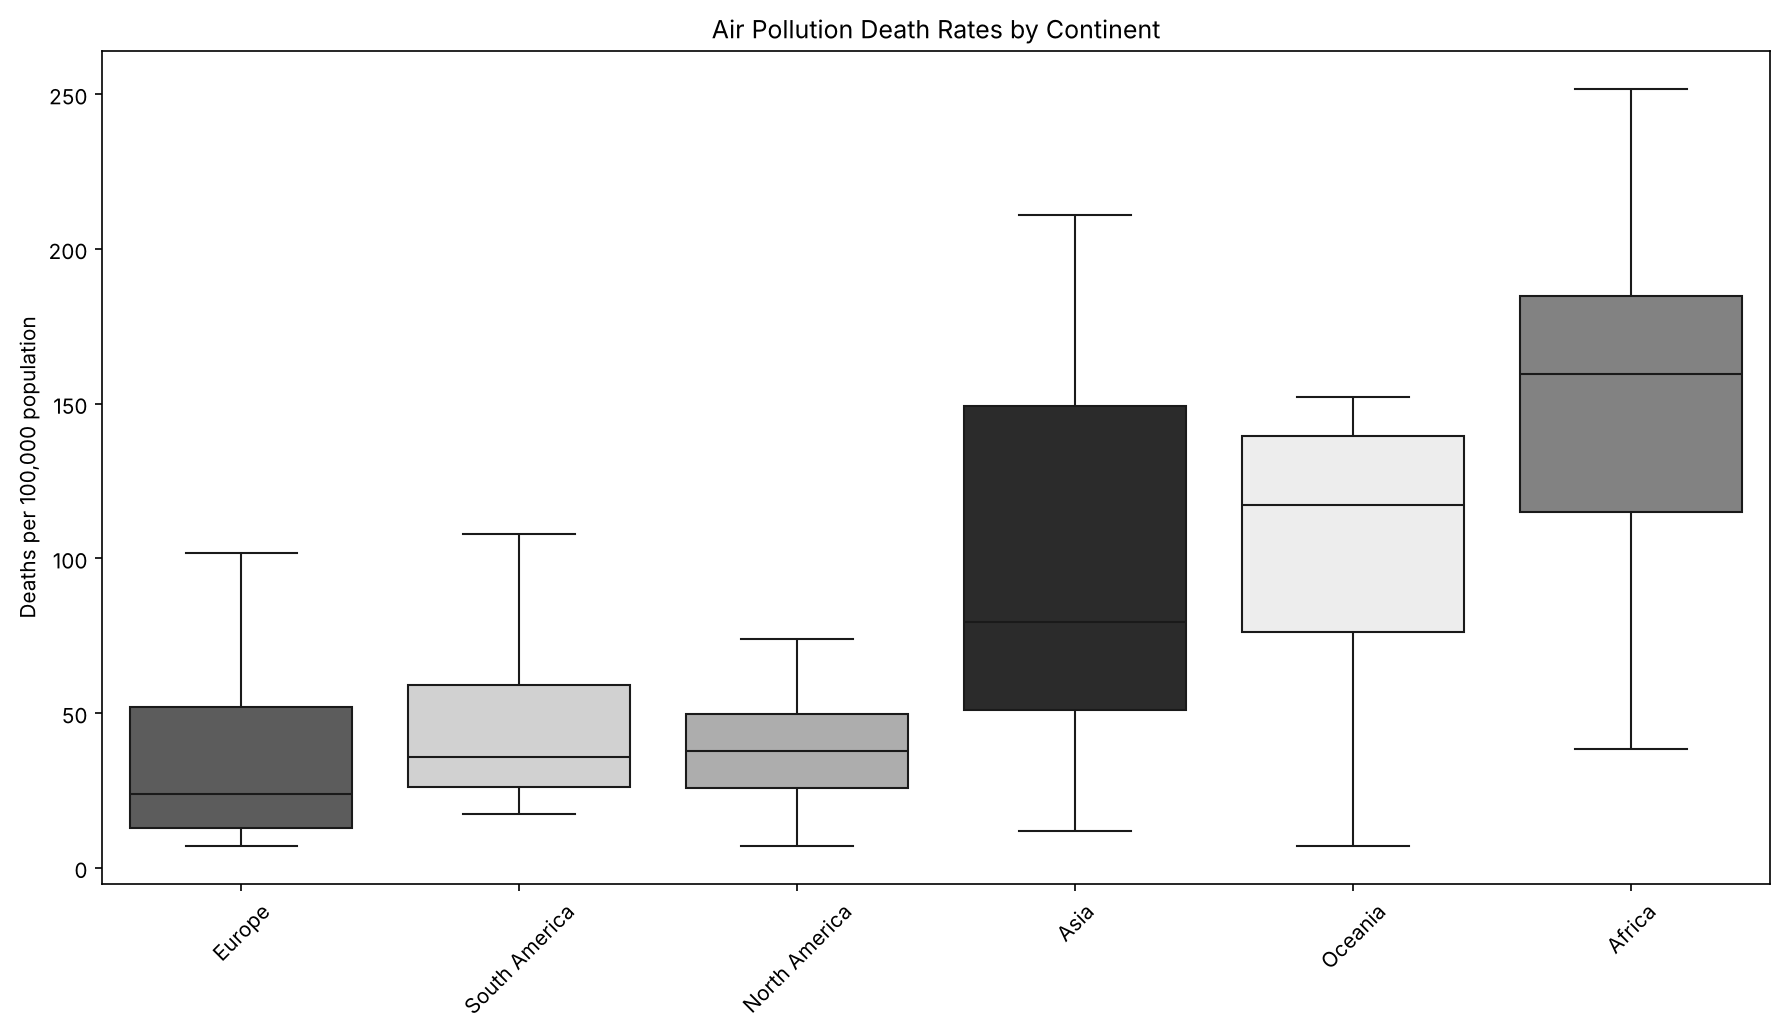 Air Pollution Death Rates by Continent
Deaths per 100,000 population
250
200
150
100
50
0
Europe
South America
North America
Asia
Oceania
Africa